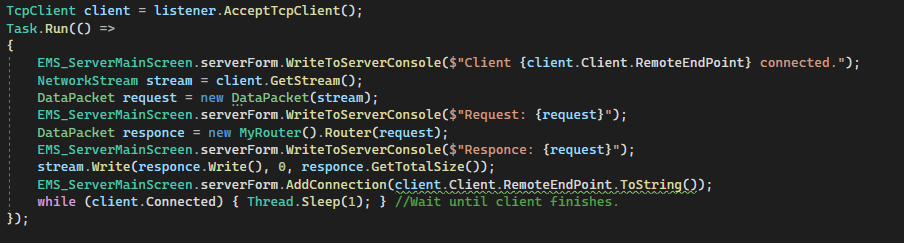 TcpClient client = listener.AcceptTcpClient();
Task.Run(() =>
{
EMS_ServerMainScreen.serverForm.WriteToServerConsole($"Client {client.Client.RemoteEndPoint} connected.");
NetworkStream stream = client.GetStream();
DataPacket request = new DataPacket(stream);
EMS_ServerMainScreen.serverForm.WriteToServerConsole($"Request: {request}");
DataPacket responce = new MyRouter().Router(request);
EMS_ServerMainScreen.serverForm.WriteToServerConsole($"Responce: {request}");
stream.Write(responce.Write(), 0, responce.GetTotalSize());
EMS_ServerMainScreen.serverForm.AddConnection(client.Client.RemoteEndPoint.ToString());
while (client.Connected) { Thread.Sleep(1); } //Wait until client finishes.
});